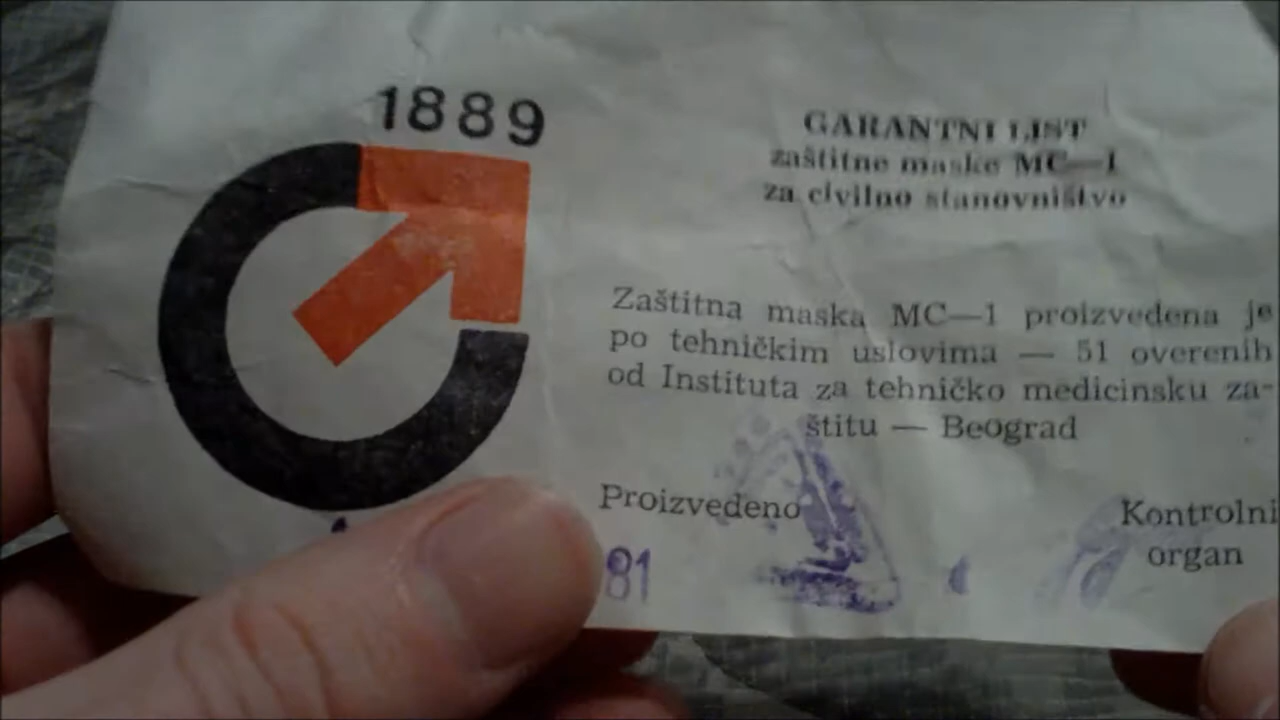 1889
GARANTNI LIST
zaštitne maske MC—1
za civilno stanovništvo
Zaštitna maska MC—1 proizvedena je
po tehničkim uslovima — 51 overenih
od Instituta za tehničko medicinsku za-
štitu — Beograd
Proizvedeno
Kontrolni
organ
81